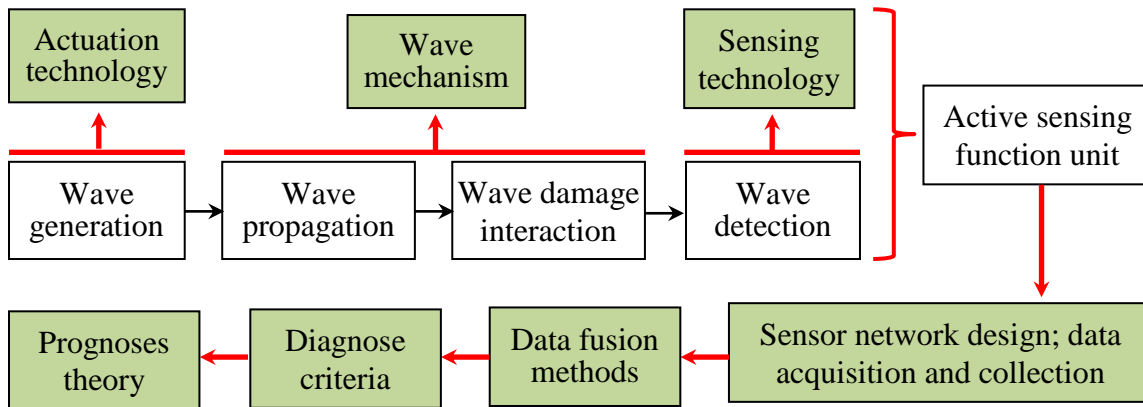 Actuation
technology
Wave
mechanism
Sensing
technology
Active sensing
function unit
Wave
generation
Wave
propagation
Wave damage
interaction
Wave
detection
Prognoses
theory
Diagnose
criteria
Data fusion
methods
Sensor network design; data
acquisition and collection